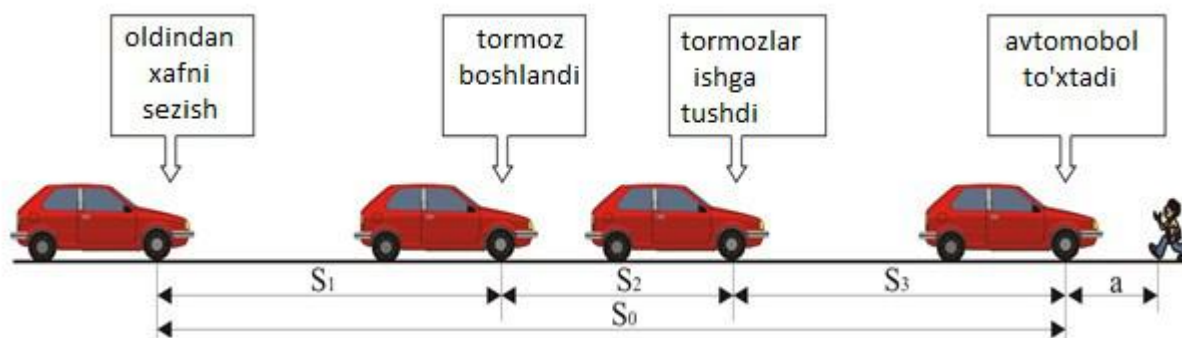 oldindan
xafni
sezish
tormoz
boshlandi
tormozlar
ishga
tushdi
avtomobol
to'xtadi
S1
S2
S3
a
S0